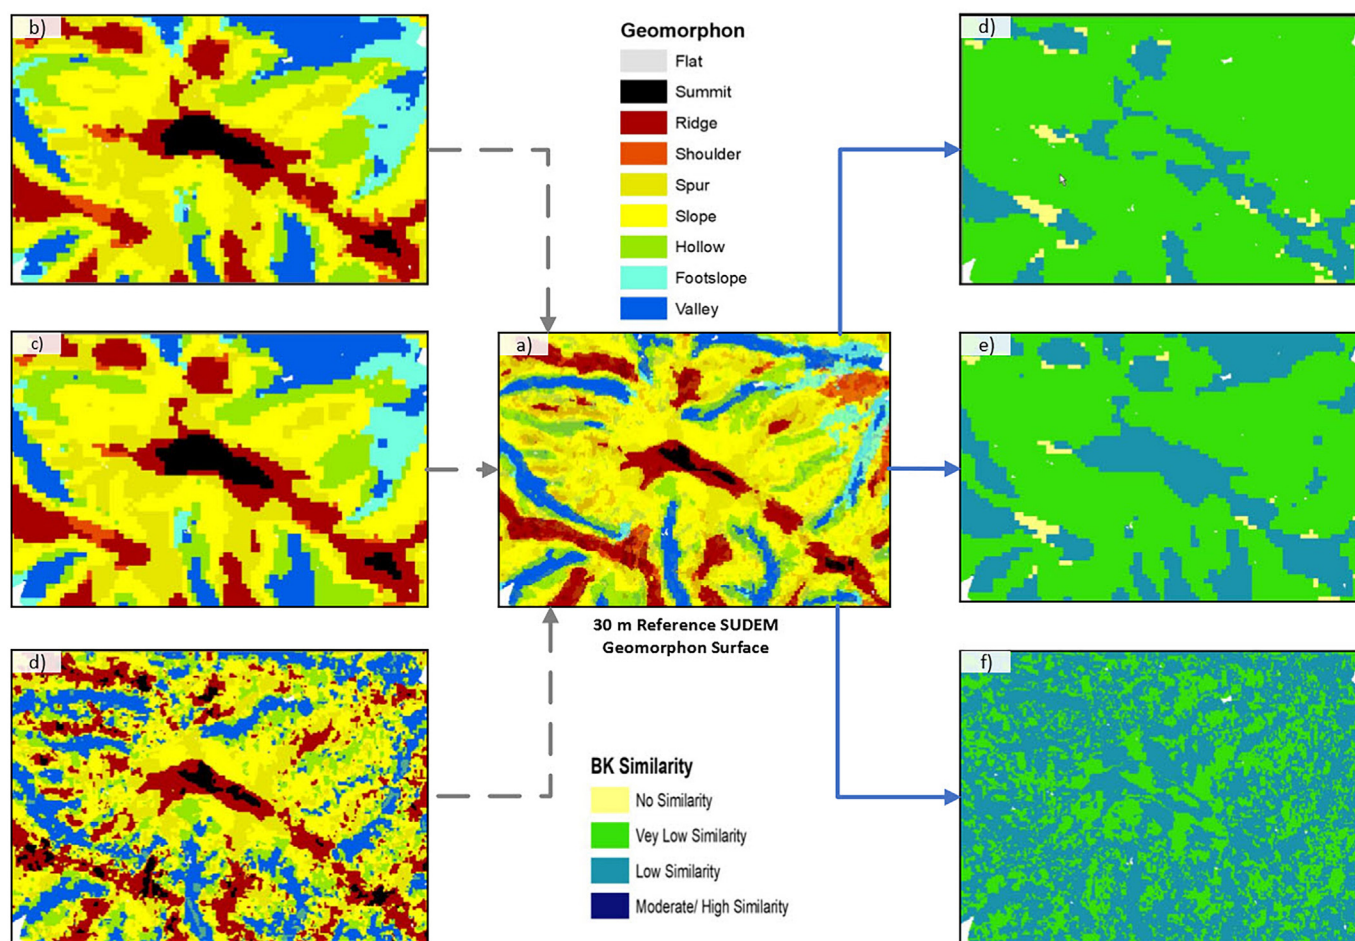 b)
Geomorphon
Flat
Summit
Ridge
Shoulder
Spur
Slope
Hollow
Footslope
Valley
d)
c)
a)
e)
30 m Reference SUDEM
Geomorphon Surface
d)
f)
BK Similarity
No Similarity
Vey Low Similarity
Low Similarity
Moderate/ High Similarity